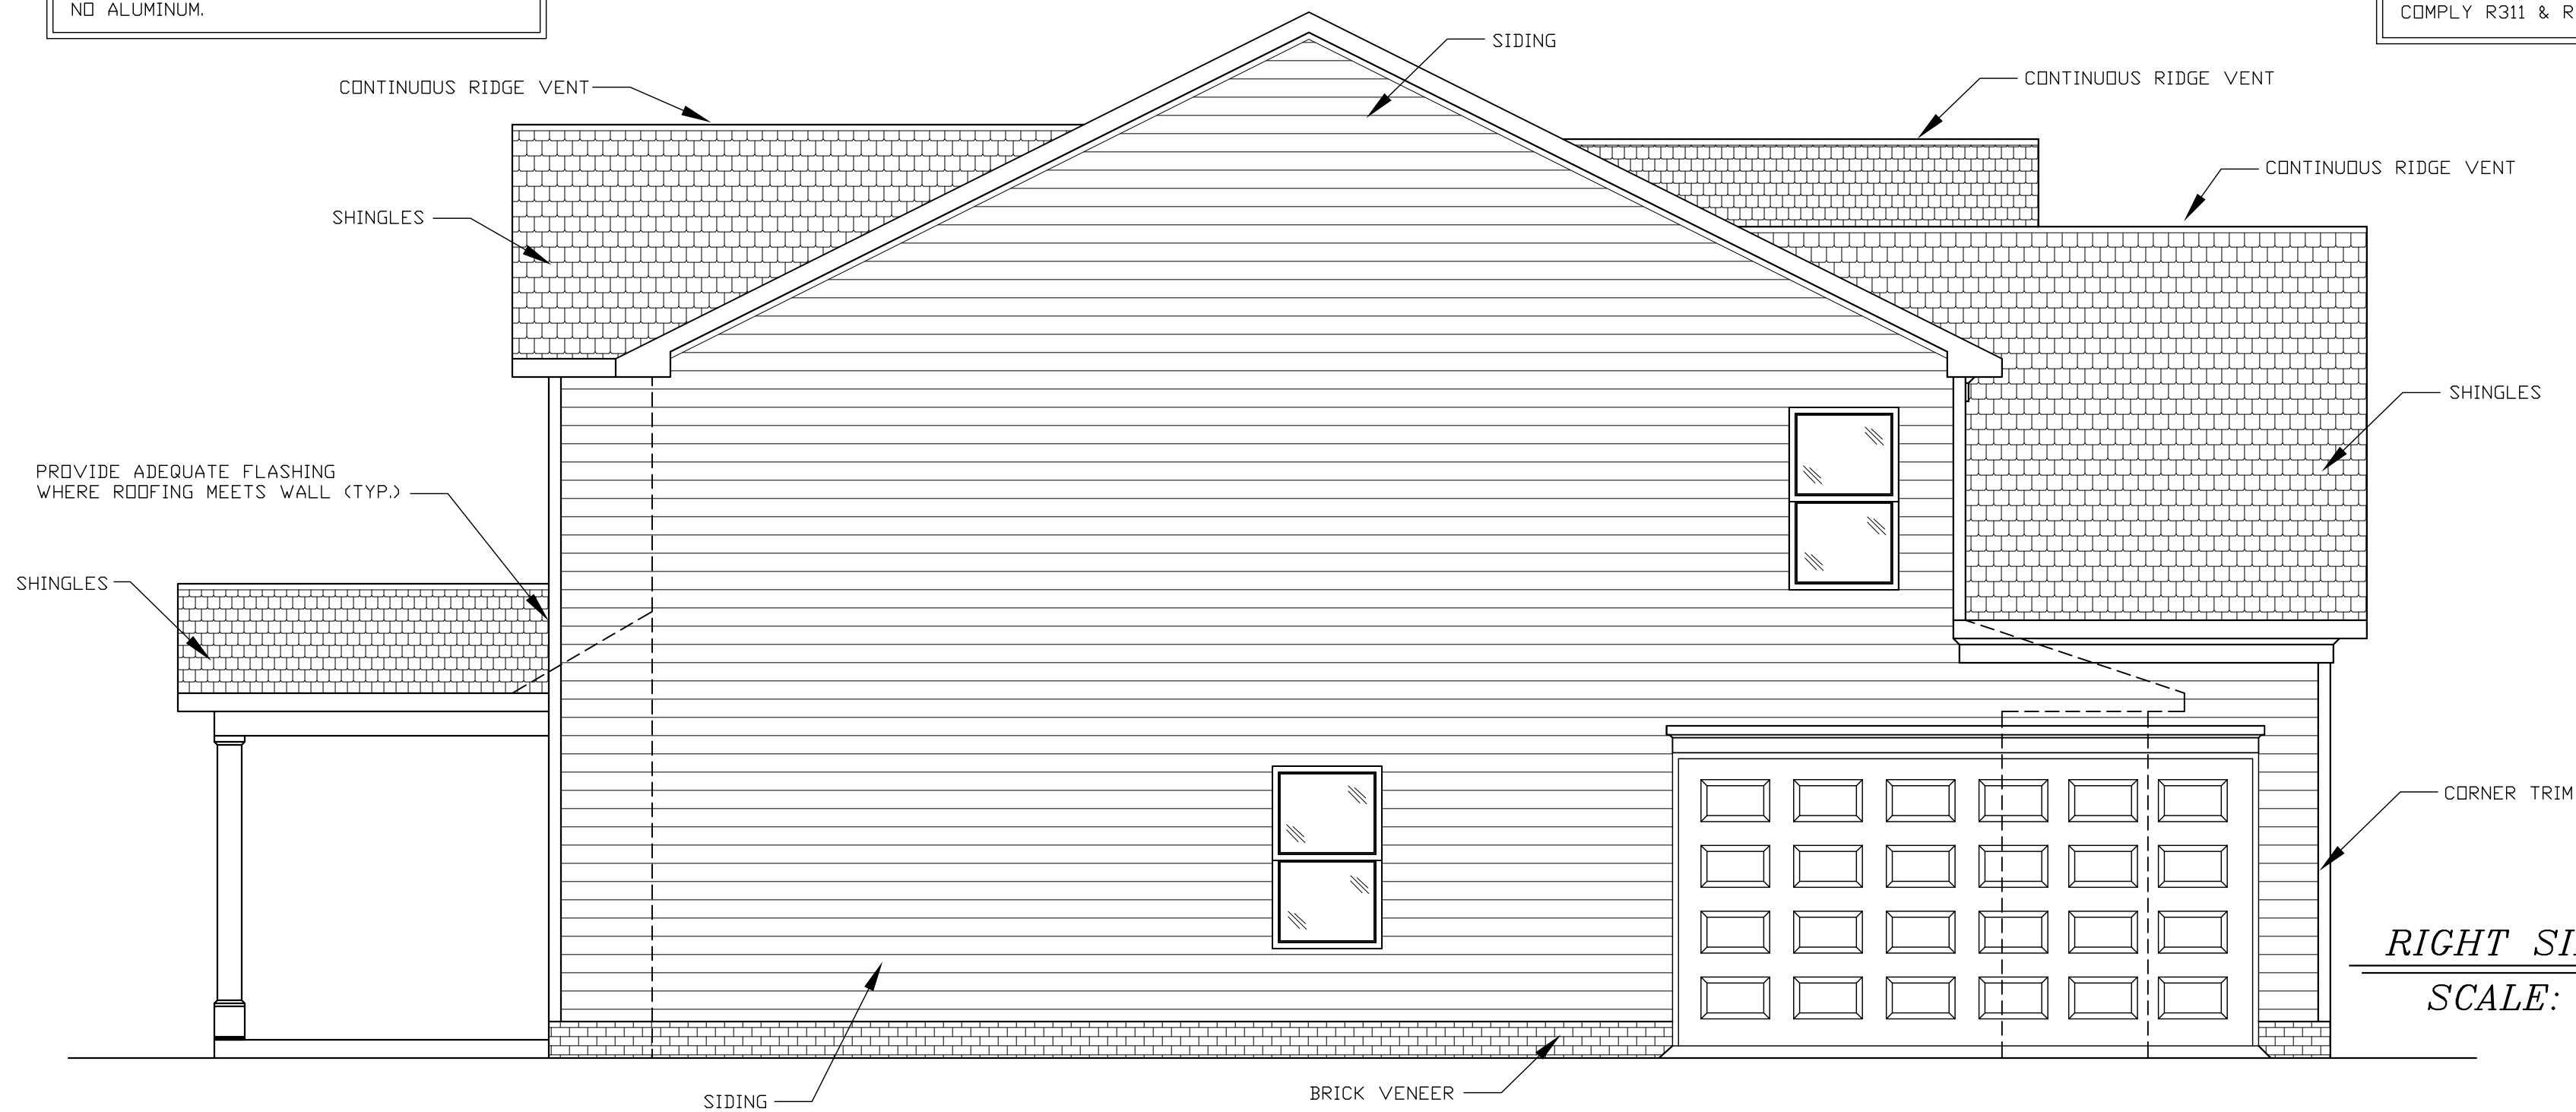 NO ALUMINUM.
COMPLY R311 & R
SIDING
CONTINUOUS RIDGE VENT
CONTINUOUS RIDGE VENT
CONTINUOUS RIDGE VENT
SHINGLES
SHINGLES
PROVIDE ADEQUATE FLASHING
WHERE ROOFING MEETS WALL (TYP.)
SHINGLES
CORNER TRIM
RIGHT SI
SCALE:
BRICK VENEER
SIDING